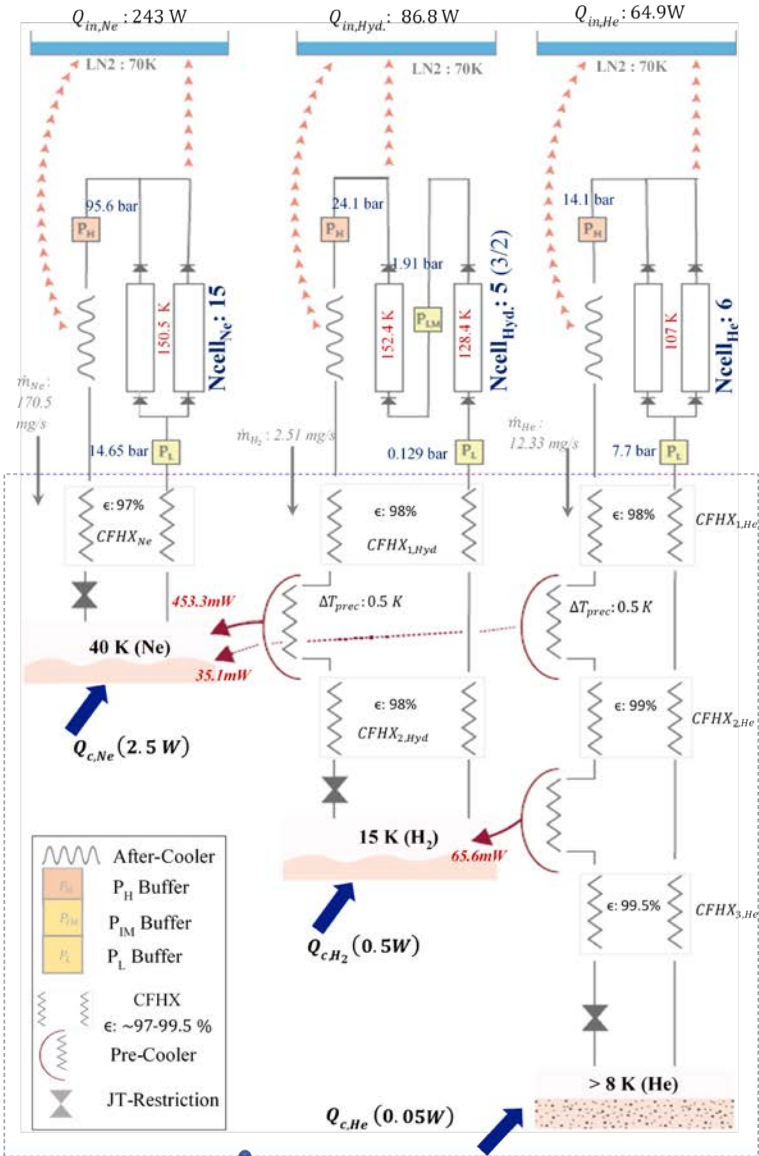 Q_in,Ne : 243 W
Q_in,Hyd. : 86.8 W
Q_in,He : 64.9W
LN2 : 70K
LN2 : 70K
LN2 : 70K
95.6 bar
P_H
150.5 K
Ncell_Ne: 15
ṁ_Ne :
170.5
mg/s
14.65 bar
P_L
24.1 bar
P_H
1.91 bar
P_IM
152.4 K
128.4 K
Ncell_Hyd.: 5 (3/2)
ṁ_H₂ : 2.51 mg/s
0.129 bar
P_L
14.1 bar
P_H
107 K
Ncell_He: 6
ṁ_He :
12.33 mg/s
7.7 bar
P_L
ϵ: 97%
CFHX_Ne
ϵ: 98%
CFHX_1,Hyd
ϵ: 98%
CFHX_1,He
453.3mW
ΔT_prec : 0.5 K
ΔT_prec : 0.5 K
40 K (Ne)
35.1mW
Q_c,Ne (2.5 W)
ϵ: 98%
CFHX_2,Hyd
ϵ: 99%
CFHX_2,He
15 K (H₂)
65.6mW
Q_c,H₂ (0.5W)
ϵ: 99.5%
CFHX_3,He
> 8 K (He)
Q_c,He (0.05W)
After-Cooler
P_H
P_H Buffer
P_IM
P_IM Buffer
P_L
P_L Buffer
CFHX
ϵ: ~97-99.5 %
Pre-Cooler
JT-Restriction